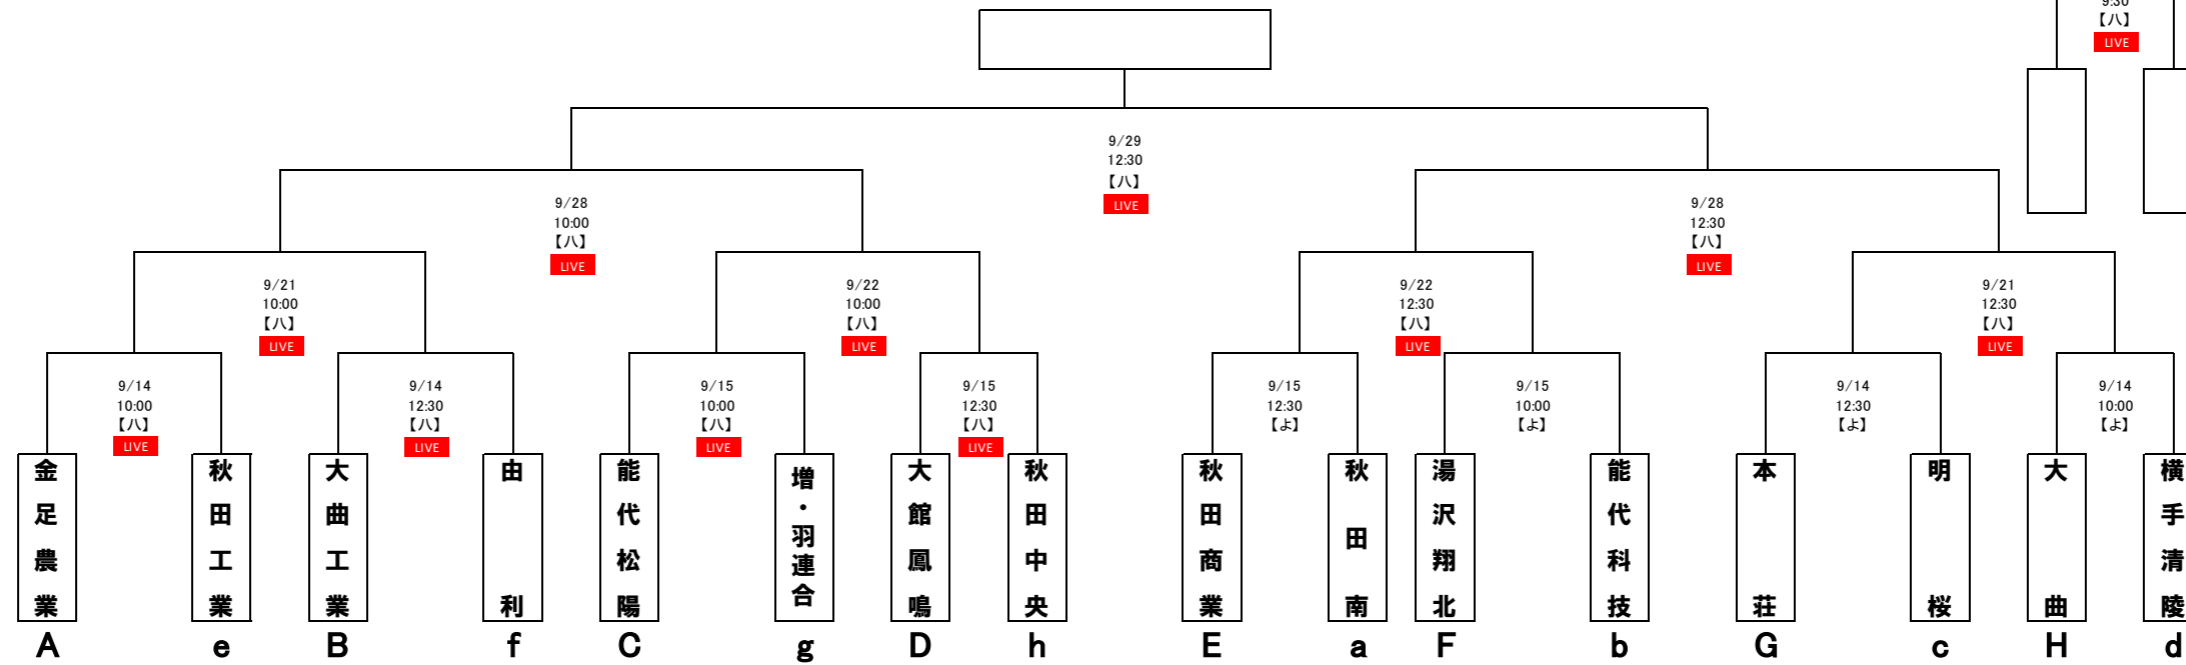 9:30
【八】
LIVE
9/29
12:30
【八】
LIVE
9/28
10:00
【八】
LIVE
9/28
12:30
【八】
LIVE
9/21
10:00
【八】
LIVE
9/22
10:00
【八】
LIVE
9/22
12:30
【八】
LIVE
9/21
12:30
【八】
LIVE
9/14
10:00
【八】
LIVE
9/14
12:30
【八】
LIVE
9/15
10:00
【八】
LIVE
9/15
12:30
【八】
LIVE
9/15
12:30
【よ】
9/15
10:00
【よ】
9/14
12:30
【よ】
9/14
10:00
【よ】
金足農業
秋田工業
大曲工業
由利
能代松陽
増・羽連合
大館鳳鳴
秋田中央
秋田商業
秋田南
湯沢翔北
能代科技
本荘
明桜
大曲
横手清陵
A
e
B
f
C
g
D
h
E
a
F
b
G
c
H
d